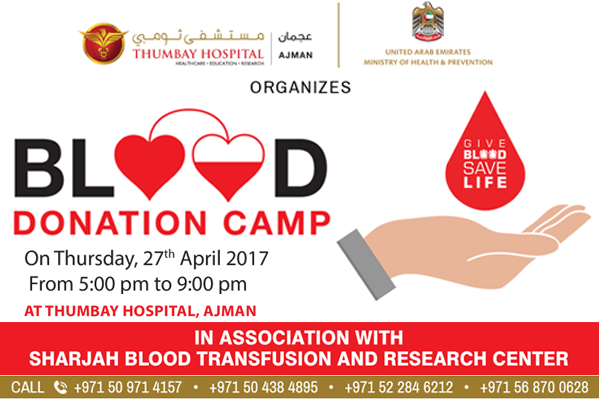 مستشفى ثومبي
THUMBAY HOSPITAL
HEALTHCARE • EDUCATION • RESEARCH
عجمان
AJMAN
UNITED ARAB EMIRATES
MINISTRY OF HEALTH & PREVENTION
ORGANIZES
BLOOD
DONATION CAMP
GIVE
BLOOD
SAVE
LIFE
On Thursday, 27th April 2017
From 5:00 pm to 9:00 pm
AT THUMBAY HOSPITAL, AJMAN
IN ASSOCIATION WITH
SHARJAH BLOOD TRANSFUSION AND RESEARCH CENTER
CALL +971 50 971 4157 • +971 50 438 4895 • +971 52 284 6212 • +971 56 870 0628